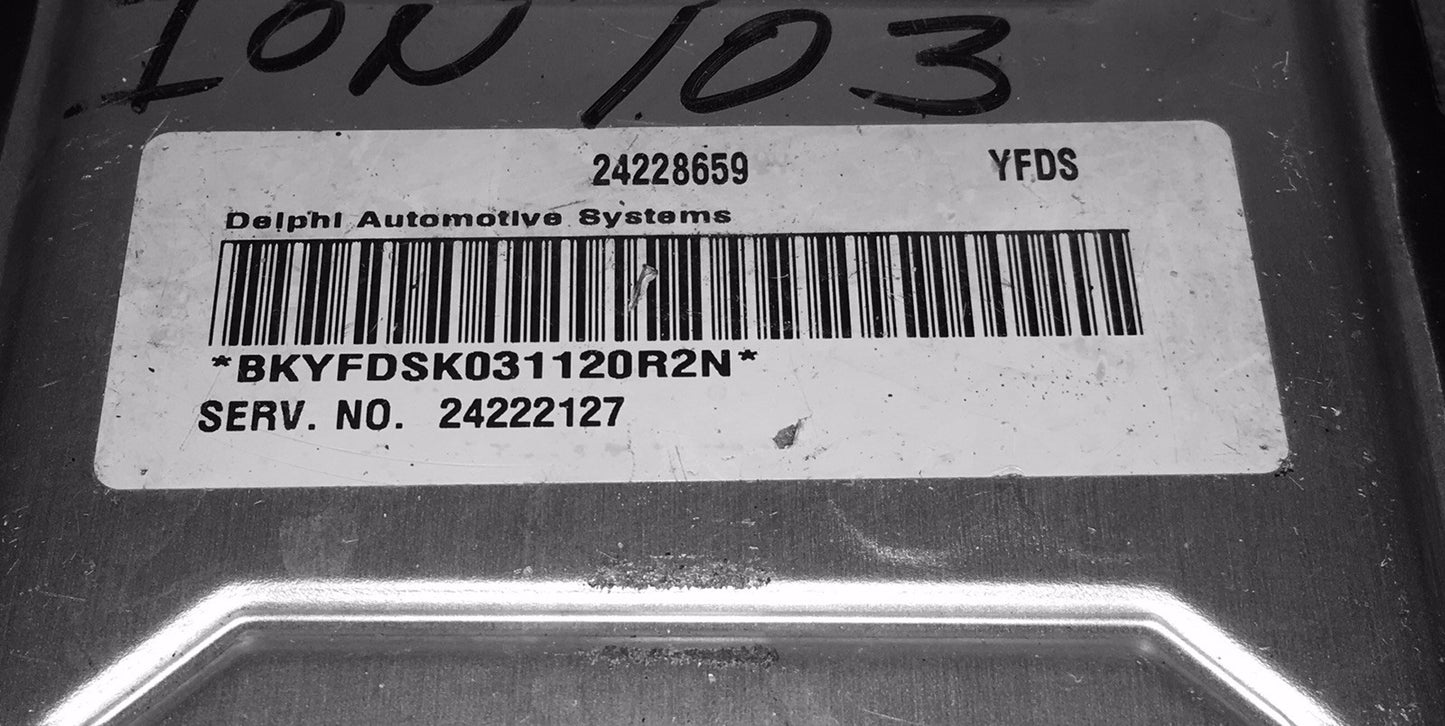 ION 103
24228659 YFDS
Delphi Automotive Systems
*BKYFDSK031120R2N*
SERV. NO. 24222127